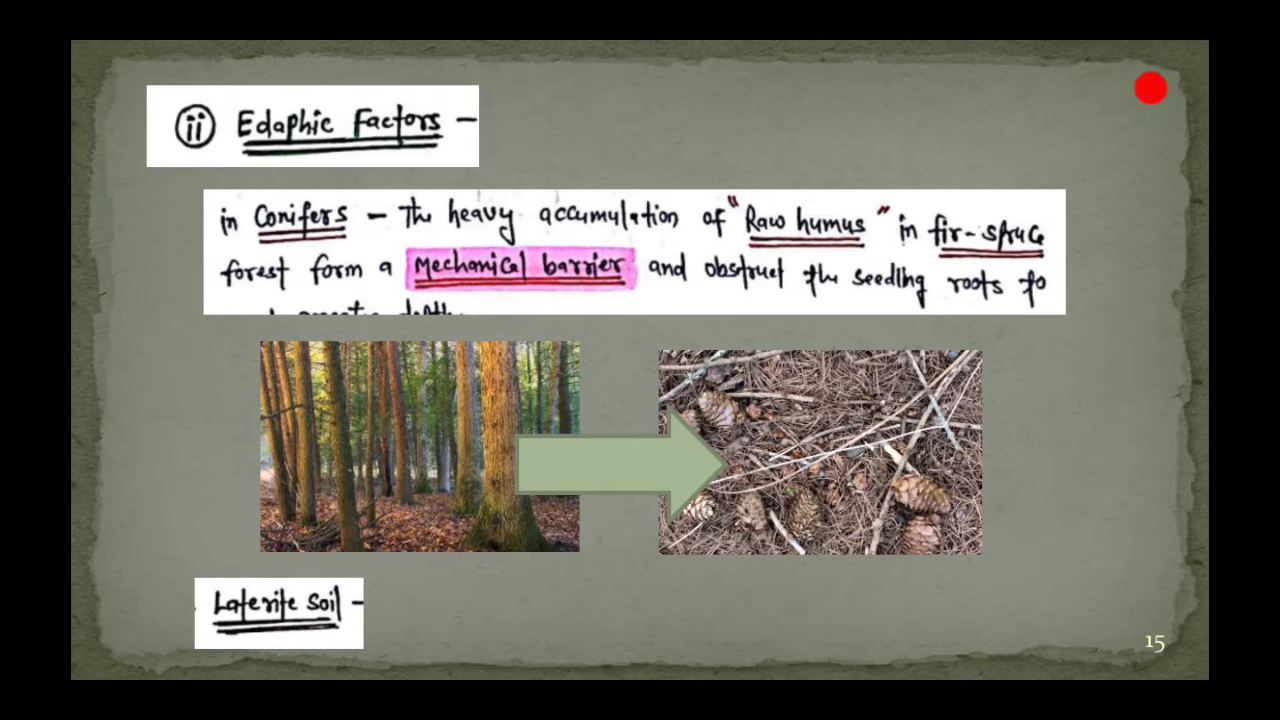 ii Edaphic Factors -
in Conifers - The heavy accumulation of "Raw humus" in fir-spruce
forest form a Mechanical barrier and obstruct the seedling roots to
Laterite Soil -
15